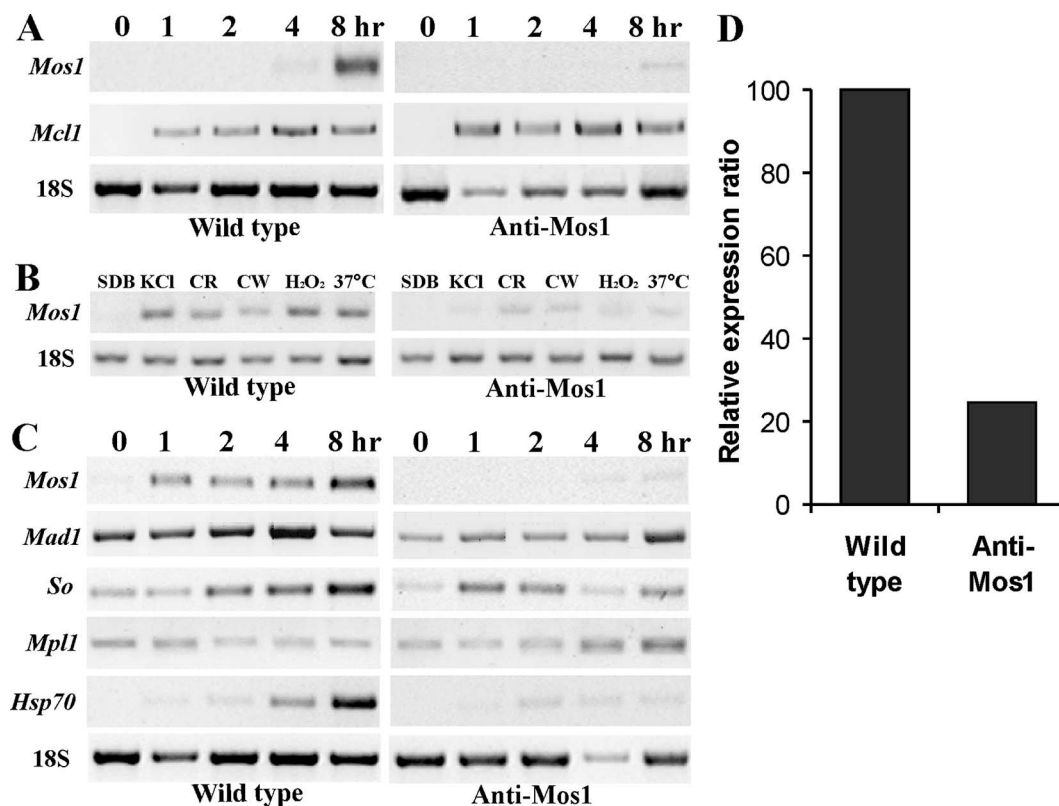 A
0 1 2 4 8 hr 0 1 2 4 8 hr
Mos1
Mcl1
18S
Wild type Anti-Mos1
B
SDB KCl CR CW H₂O₂ 37°C SDB KCl CR CW H₂O₂ 37°C
Mos1
18S
Wild type Anti-Mos1
C
0 1 2 4 8 hr 0 1 2 4 8 hr
Mos1
Mad1
So
Mpl1
Hsp70
18S
Wild type Anti-Mos1
D
Relative expression ratio
100
80
60
40
20
0
Wild
type
Anti-
Mos1